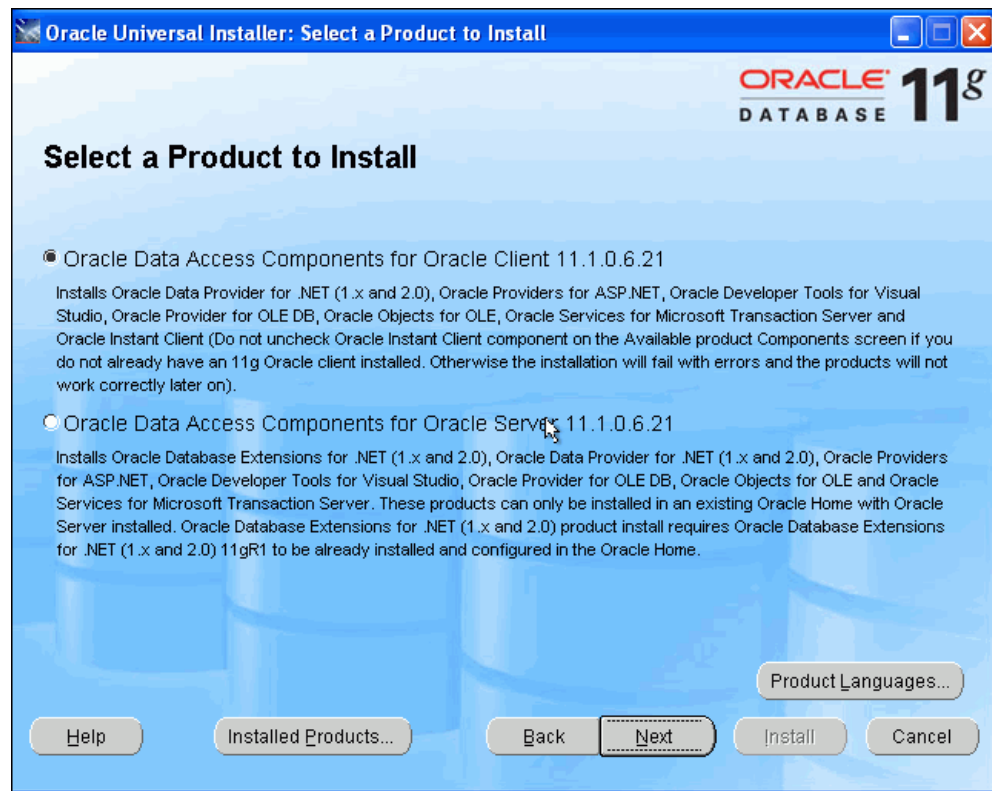 Oracle Universal Installer: Select a Product to Install
ORACLE
DATABASE
11g
Select a Product to Install
Oracle Data Access Components for Oracle Client 11.1.0.6.21
Installs Oracle Data Provider for .NET (1.x and 2.0), Oracle Providers for ASP.NET, Oracle Developer Tools for Visual
Studio, Oracle Provider for OLE DB, Oracle Objects for OLE, Oracle Services for Microsoft Transaction Server and
Oracle Instant Client (Do not uncheck Oracle Instant Client component on the Available product Components screen if you
do not already have an 11g Oracle client installed. Otherwise the installation will fail with errors and the products will not
work correctly later on).
Oracle Data Access Components for Oracle Server 11.1.0.6.21
Installs Oracle Database Extensions for .NET (1.x and 2.0), Oracle Data Provider for .NET (1.x and 2.0), Oracle Providers
for ASP.NET, Oracle Developer Tools for Visual Studio, Oracle Provider for OLE DB, Oracle Objects for OLE and Oracle
Services for Microsoft Transaction Server. These products can only be installed in an existing Oracle Home with Oracle
Server installed. Oracle Database Extensions for .NET (1.x and 2.0) product install requires Oracle Database Extensions
for .NET (1.x and 2.0) 11gR1 to be already installed and configured in the Oracle Home.
Product Languages...
Help
Installed Products...
Back
Next
Install
Cancel